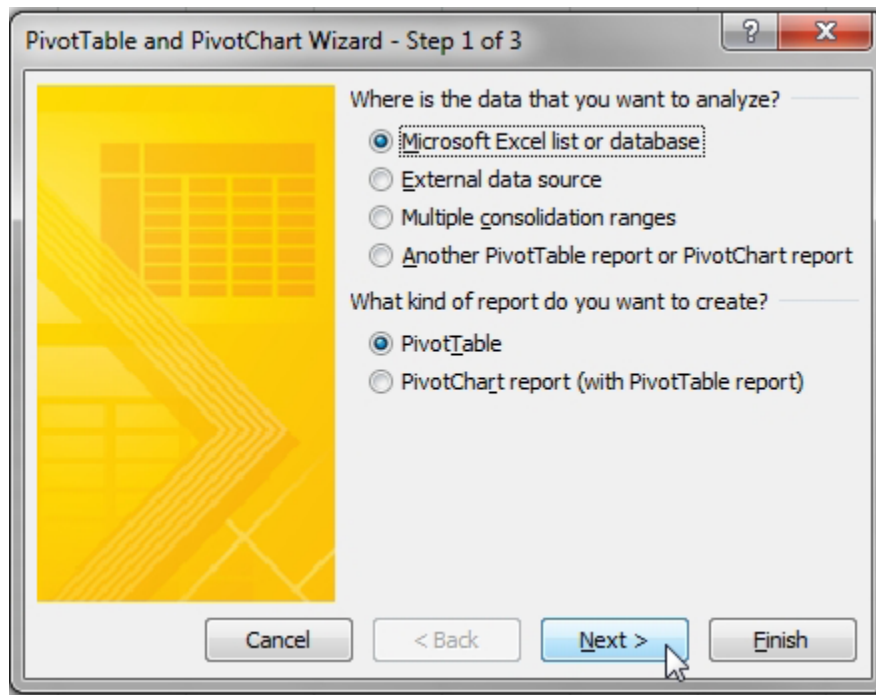 PivotTable and PivotChart Wizard - Step 1 of 3
?
X
Where is the data that you want to analyze?
Microsoft Excel list or database
External data source
Multiple consolidation ranges
Another PivotTable report or PivotChart report
What kind of report do you want to create?
PivotTable
PivotChart report (with PivotTable report)
Cancel
< Back
Next >
Finish